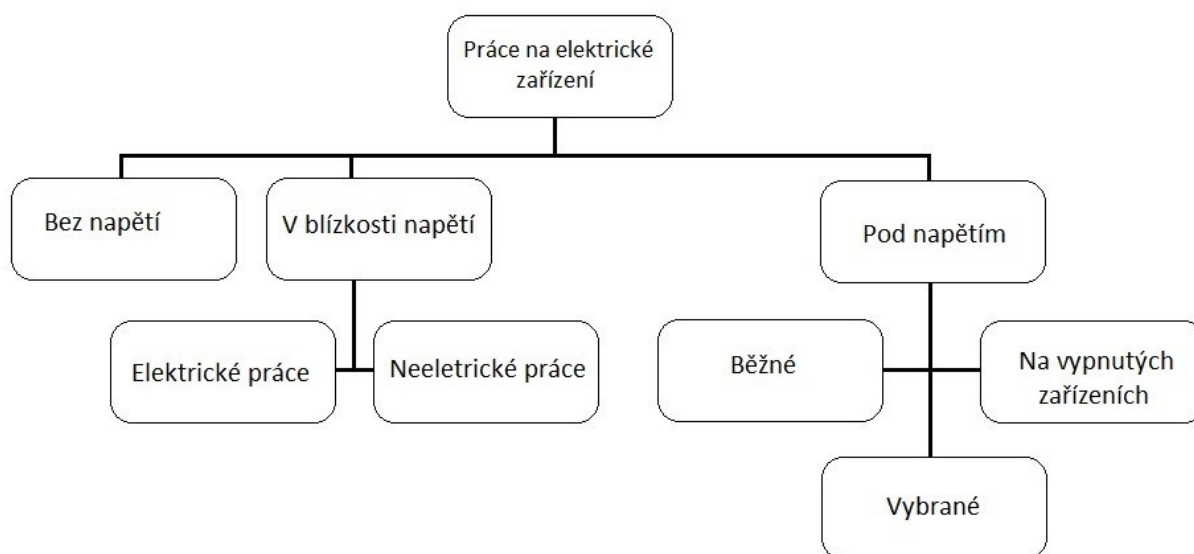 Práce na elektrické
zařízení
Bez napětí
V blízkosti napětí
Pod napětím
Elektrické práce
Neeletrické práce
Běžné
Na vypnutých
zařízeních
Vybrané